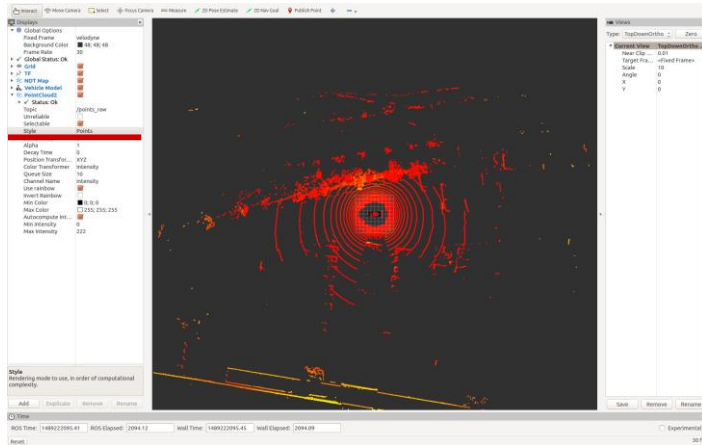 Interact Move Camera Select Focus Camera Measure 2D Pose Estimate 2D Nav Goal Publish Point
Displays
Global Options
Fixed Frame velodyne
Background Color 48; 48; 48
Frame Rate 30
Global Status: Ok
Grid
TF
NDT Map
Vehicle Model
PointCloud2
Status: Ok
Topic /points_raw
Unreliable
Selectable
Style Points
Alpha 1
Decay Time 0
Position Transfor... XYZ
Color Transformer Intensity
Queue Size 10
Channel Name intensity
Use rainbow
Invert Rainbow
Min Color 0; 0; 0
Max Color 255; 255; 255
Autocompute Int...
Min Intensity 0
Max Intensity 222
Style
Rendering mode to use, in order of computational
complexity.
Add Duplicate Remove Rename
Views
Type: TopDownOrtho Zero
Current View TopDownOrtho...
Near Clip ... 0.01
Target Fra... <Fixed Frame>
Scale 10
Angle 0
X 0
Y 0
Save Remove Rename
Time
ROS Time: 1489222095.41 ROS Elapsed: 2094.12 Wall Time: 1489222095.45 Wall Elapsed: 2094.09 Experimental
Reset